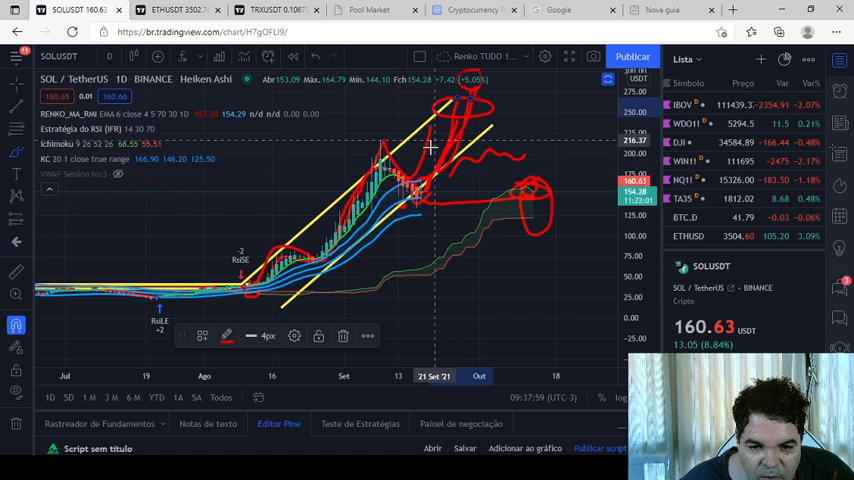 SOLUSDT 160.63
ETHUSDT 3502.7
TRXUSDT 0.1067
Pool Market
Cryptocurrency P
Google
Nova guia
https://br.tradingview.com/chart/H7gOFLI9/
11
SOLUSDT
D
Renko TUDO 1...
Publicar
Lista
SOL / TetherUS · 1D · BINANCE · Heiken Ashi
Abr153.09 Máx.164.79 Mín.144.10 Fch154.28 +7.42 (+5.05%)
USDT
160.65 0.01 160.66
RENKO_MA_RMI EMA 6 close 4 5 70 30 1D 157.30 154.29 n/d n/d 0.00 0.00
Estratégia do RSI (IFR) 14 30 70
Ichimoku 9 26 52 26 68.55 55.51
KC 20 1 close true range 166.90 146.20 125.50
VWAP Session hlc3
300.00
275.00
250.00
225.00
216.37
200.00
175.00
160.63
154.28
11:22:01
125.00
100.00
75.00
50.00
25.00
0.00
-25.00
-2
RsiSE
RsiLE
+2
4px
Jul 19 Ago 16 Set 13 21 Set '21 Out 18
1D 5D 1M 3M 6M YTD 1A 5A Todos
09:37:59 (UTC-3) % log
Rastreador de Fundamentos Notas de texto Editor Pine Teste de Estratégias Painel de negociação
Script sem título Abrir Salvar Adicionar ao gráfico Publicar script
Símbolo Preço Var Var
IBOV D 111439.3 -2354.91 -2.07%
WDO1! D 5294.5 11.5 0.21%
DJI 34584.89 -166.44 -0.48%
WIN1! D 111695 -2475 -2.17%
NQ1! D 15326.00 -183.50 -1.18%
TA35 D 1812.02 8.68 0.48%
BTC.D 41.79 -0.03 -0.06%
ETHUSD 3504.60 105.20 3.09%
SOLUSDT
SOL / TetherUS BINANCE
Cripto
160.63 USDT
13.05 (8.84%)
3